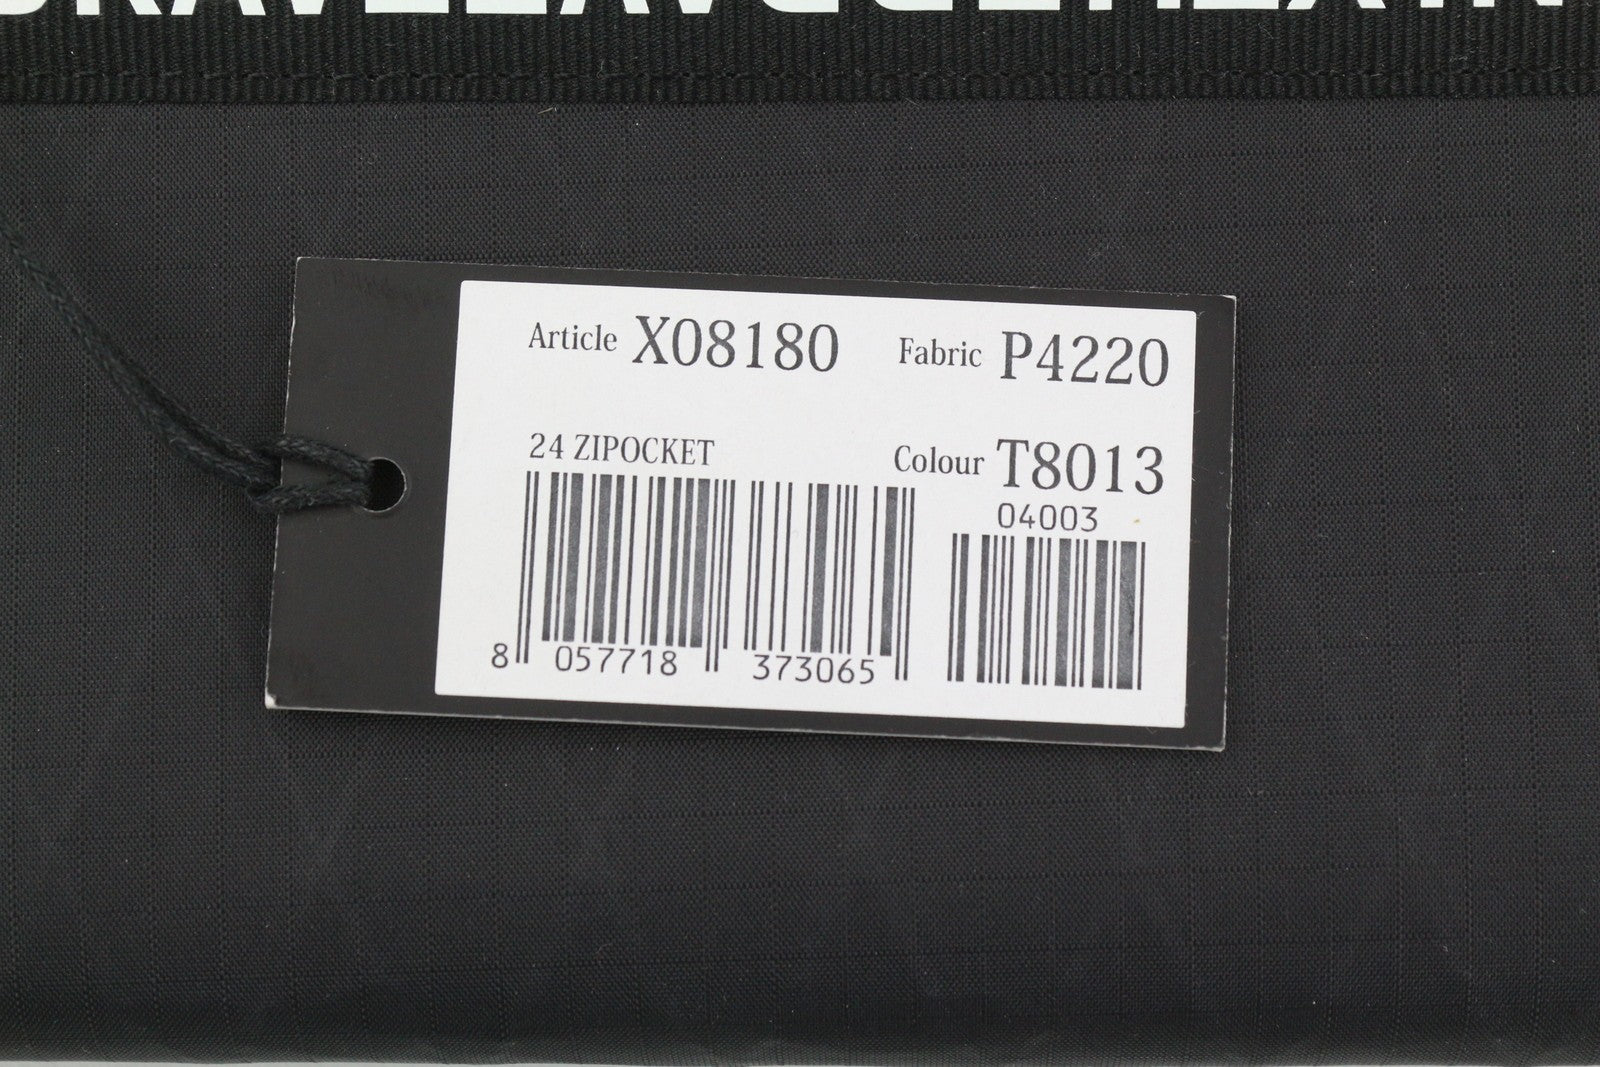 Article X08180 Fabric P4220
24 ZIPOCKET Colour T8013
04003
8 057718 373065